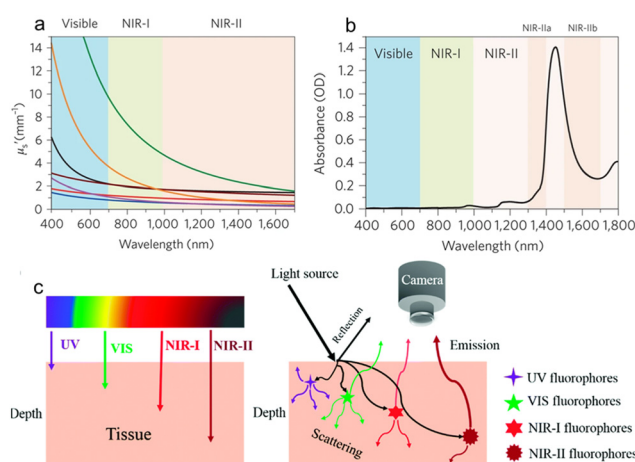 a
Visible NIR-I NIR-II
14
12
10
8
6
4
2
0
μs′(mm⁻¹)
400 600 800 1,000 1,200 1,400 1,600
Wavelength (nm)
b
NIR-IIa NIR-IIb
Visible NIR-I NIR-II
1.4
1.2
1.0
0.8
0.6
0.4
0.2
0.0
Absorbance (OD)
400 600 800 1,000 1,200 1,400 1,600 1,800
Wavelength (nm)
c
UV VIS NIR-I NIR-II
Depth
Tissue
Light source
Reflection
Camera
Emission
Depth
Scattering
UV fluorophores
VIS fluorophores
NIR-I fluorophores
NIR-II fluorophores